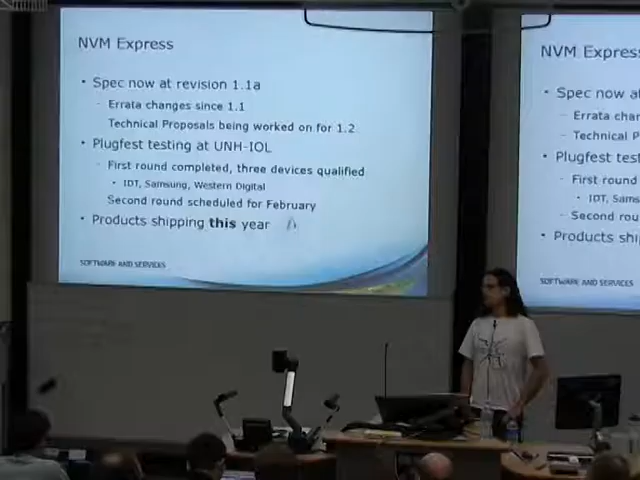 NVM Express
Spec now at revision 1.1a
Errata changes since 1.1
Technical Proposals being worked on for 1.2
Plugfest testing at UNH-IOL
First round completed, three devices qualified
IDT, Samsung, Western Digital
Second round scheduled for February
Products shipping this year
SOFTWARE AND SERVICES
NVM Express
Spec now at
Errata char
Technical P
Plugfest tes
First round
IDT, Sams
Second rou
Products shi
SOFTWARE AND SERVICES